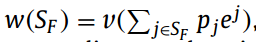 w(S_F) = ν(∑_{j∈S_F} p_j e^j),